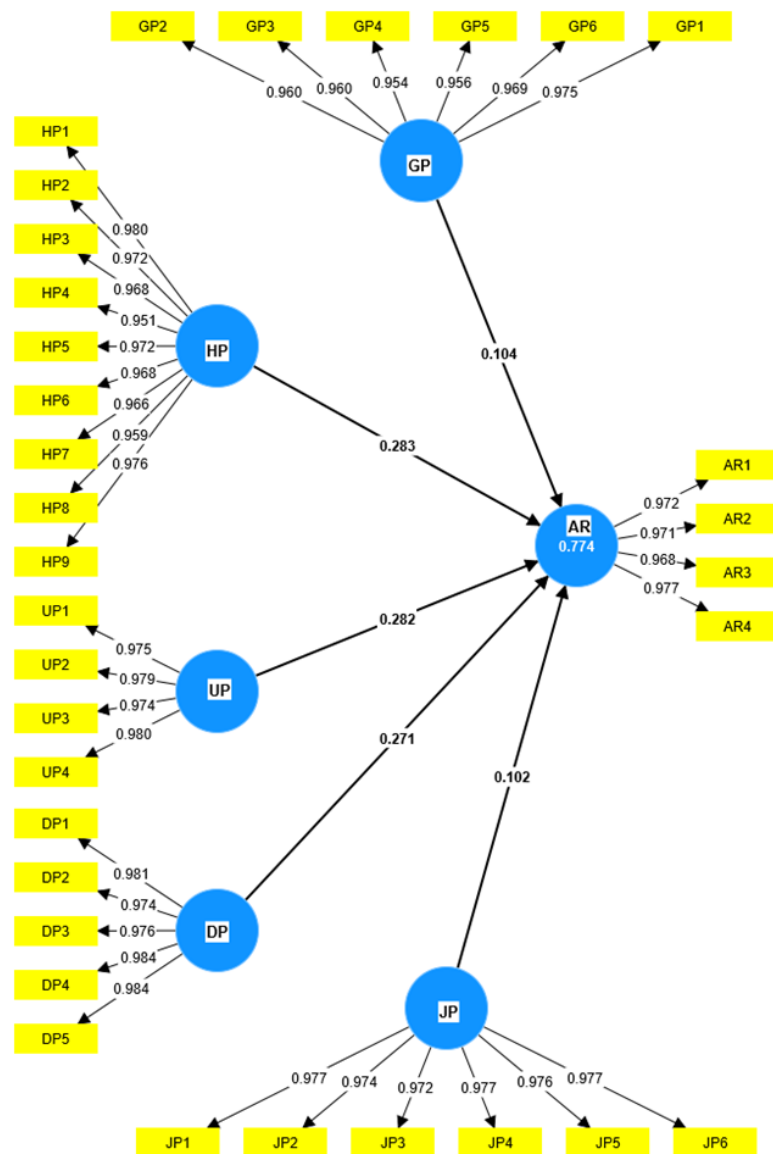 GP2 GP3 GP4 GP5 GP6 GP1
0.960 0.960 0.954 0.956 0.969 0.975
GP
HP1
HP2
HP3
HP4
HP5
HP6
HP7
HP8
HP9
0.980
0.972
0.968
0.951
0.972
0.968
0.966
0.959
0.976
HP
0.104
0.283
AR
0.774
0.972
0.971
0.968
0.977
AR1
AR2
AR3
AR4
UP1
UP2
UP3
UP4
0.975
0.979
0.974
0.980
UP
0.282
0.271
0.102
DP1
DP2
DP3
DP4
DP5
0.981
0.974
0.976
0.984
0.984
DP
JP
0.977 0.974 0.972 0.977 0.976 0.977
JP1 JP2 JP3 JP4 JP5 JP6